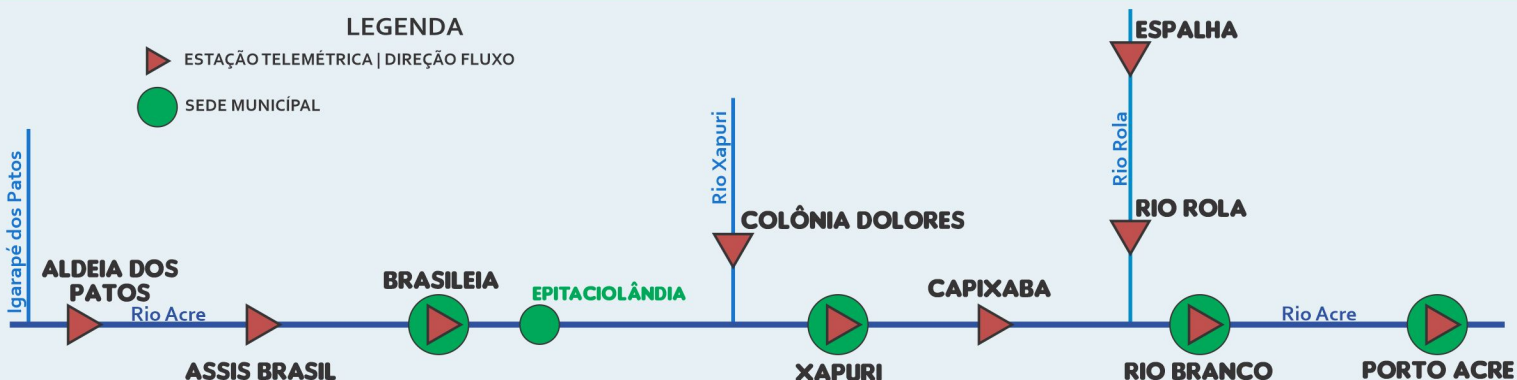 LEGENDA
ESTAÇÃO TELEMÉTRICA | DIREÇÃO FLUXO
SEDE MUNICÍPAL
Igarapé dos Patos
ALDEIA DOS
PATOS
Rio Acre
ASSIS BRASIL
BRASILEIA
EPITACIOLÂNDIA
Rio Xapuri
COLÔNIA DOLORES
XAPURI
CAPIXABA
ESPALHA
Rio Rola
RIO ROLA
RIO BRANCO
Rio Acre
PORTO ACRE